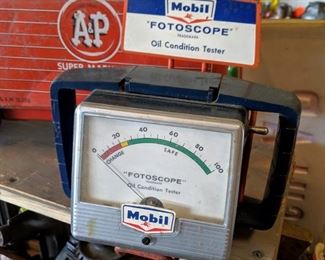 Mobil
"FOTOSCOPE"
TRADEMARK
Oil Condition Tester
A&P
SUPER MA
0 20 40 60 80 100
CHANGE SAFE
"FOTOSCOPE"
Oil Condition Tester
Mobil